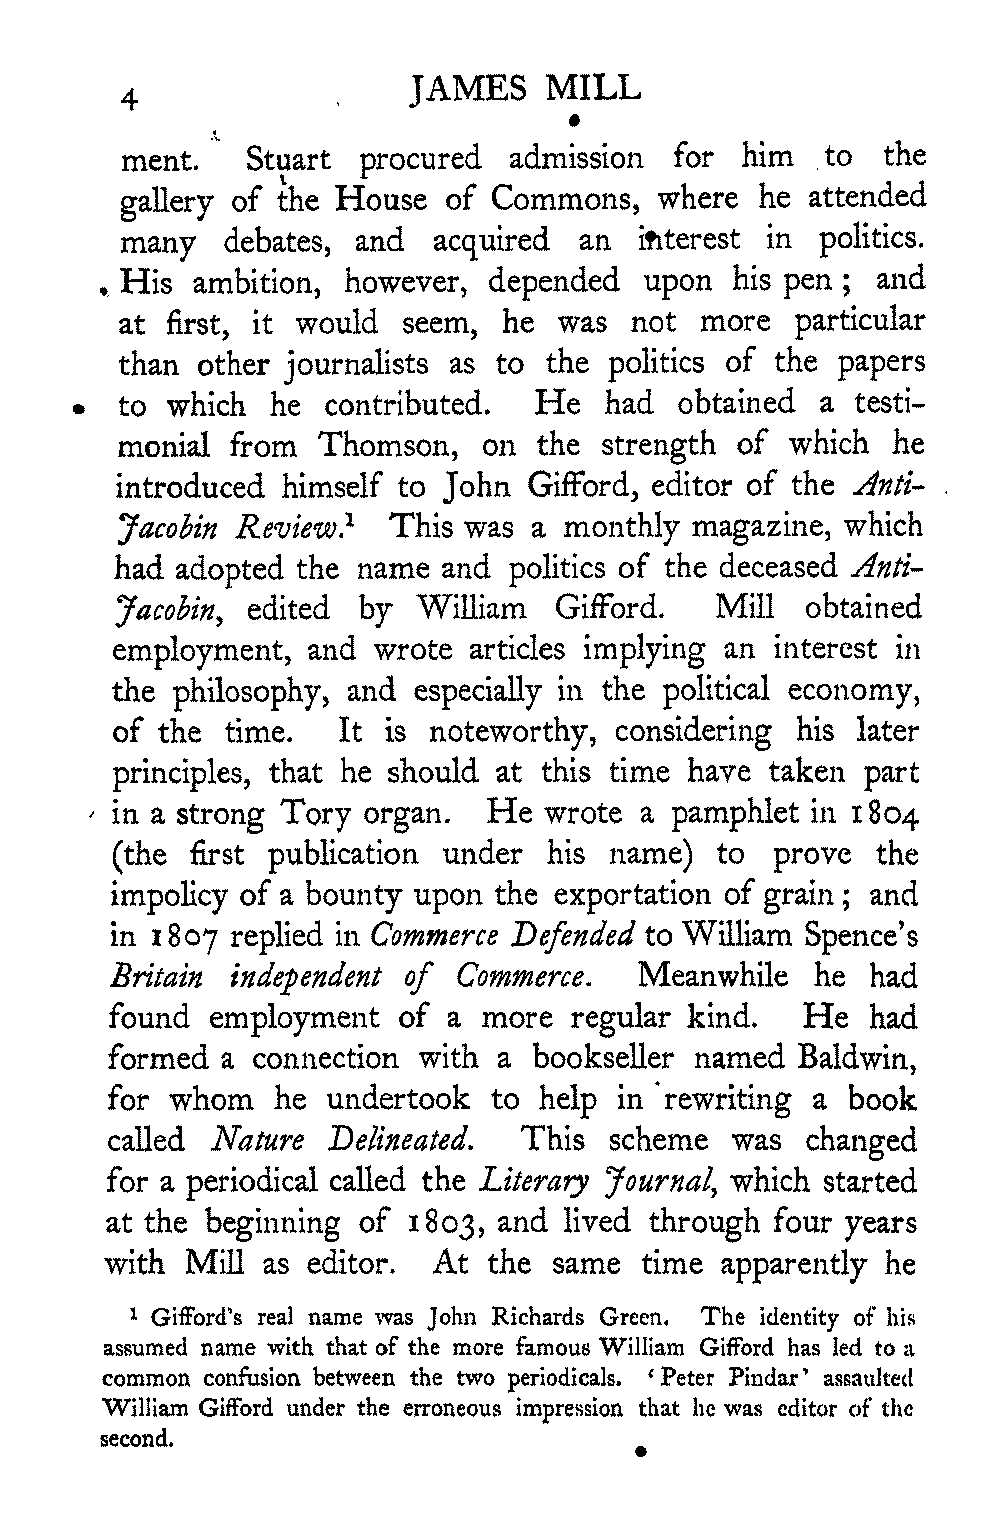 4 JAMES MILL
ment. Stuart procured admission for him to the
gallery of the House of Commons, where he attended
many debates, and acquired an interest in politics.
His ambition, however, depended upon his pen ; and
at first, it would seem, he was not more particular
than other journalists as to the politics of the papers
to which he contributed. He had obtained a testi-
monial from Thomson, on the strength of which he
introduced himself to John Gifford, editor of the Anti-
Jacobin Review.¹ This was a monthly magazine, which
had adopted the name and politics of the deceased Anti-
Jacobin, edited by William Gifford. Mill obtained
employment, and wrote articles implying an interest in
the philosophy, and especially in the political economy,
of the time. It is noteworthy, considering his later
principles, that he should at this time have taken part
in a strong Tory organ. He wrote a pamphlet in 1804
(the first publication under his name) to prove the
impolicy of a bounty upon the exportation of grain ; and
in 1807 replied in Commerce Defended to William Spence's
Britain independent of Commerce. Meanwhile he had
found employment of a more regular kind. He had
formed a connection with a bookseller named Baldwin,
for whom he undertook to help in rewriting a book
called Nature Delineated. This scheme was changed
for a periodical called the Literary Journal, which started
at the beginning of 1803, and lived through four years
with Mill as editor. At the same time apparently he
¹ Gifford's real name was John Richards Green. The identity of his
assumed name with that of the more famous William Gifford has led to a
common confusion between the two periodicals. ‘Peter Pindar’ assaulted
William Gifford under the erroneous impression that he was editor of the
second.